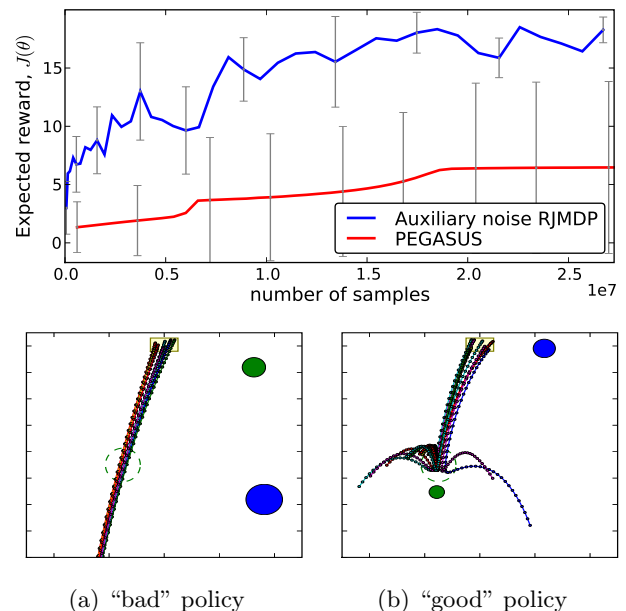 Expected reward, J(θ)
15
10
5
0
Auxiliary noise RJMDP
PEGASUS
0.0 0.5 1.0 1.5 2.0 2.5
number of samples 1e7
(a) “bad” policy (b) “good” policy